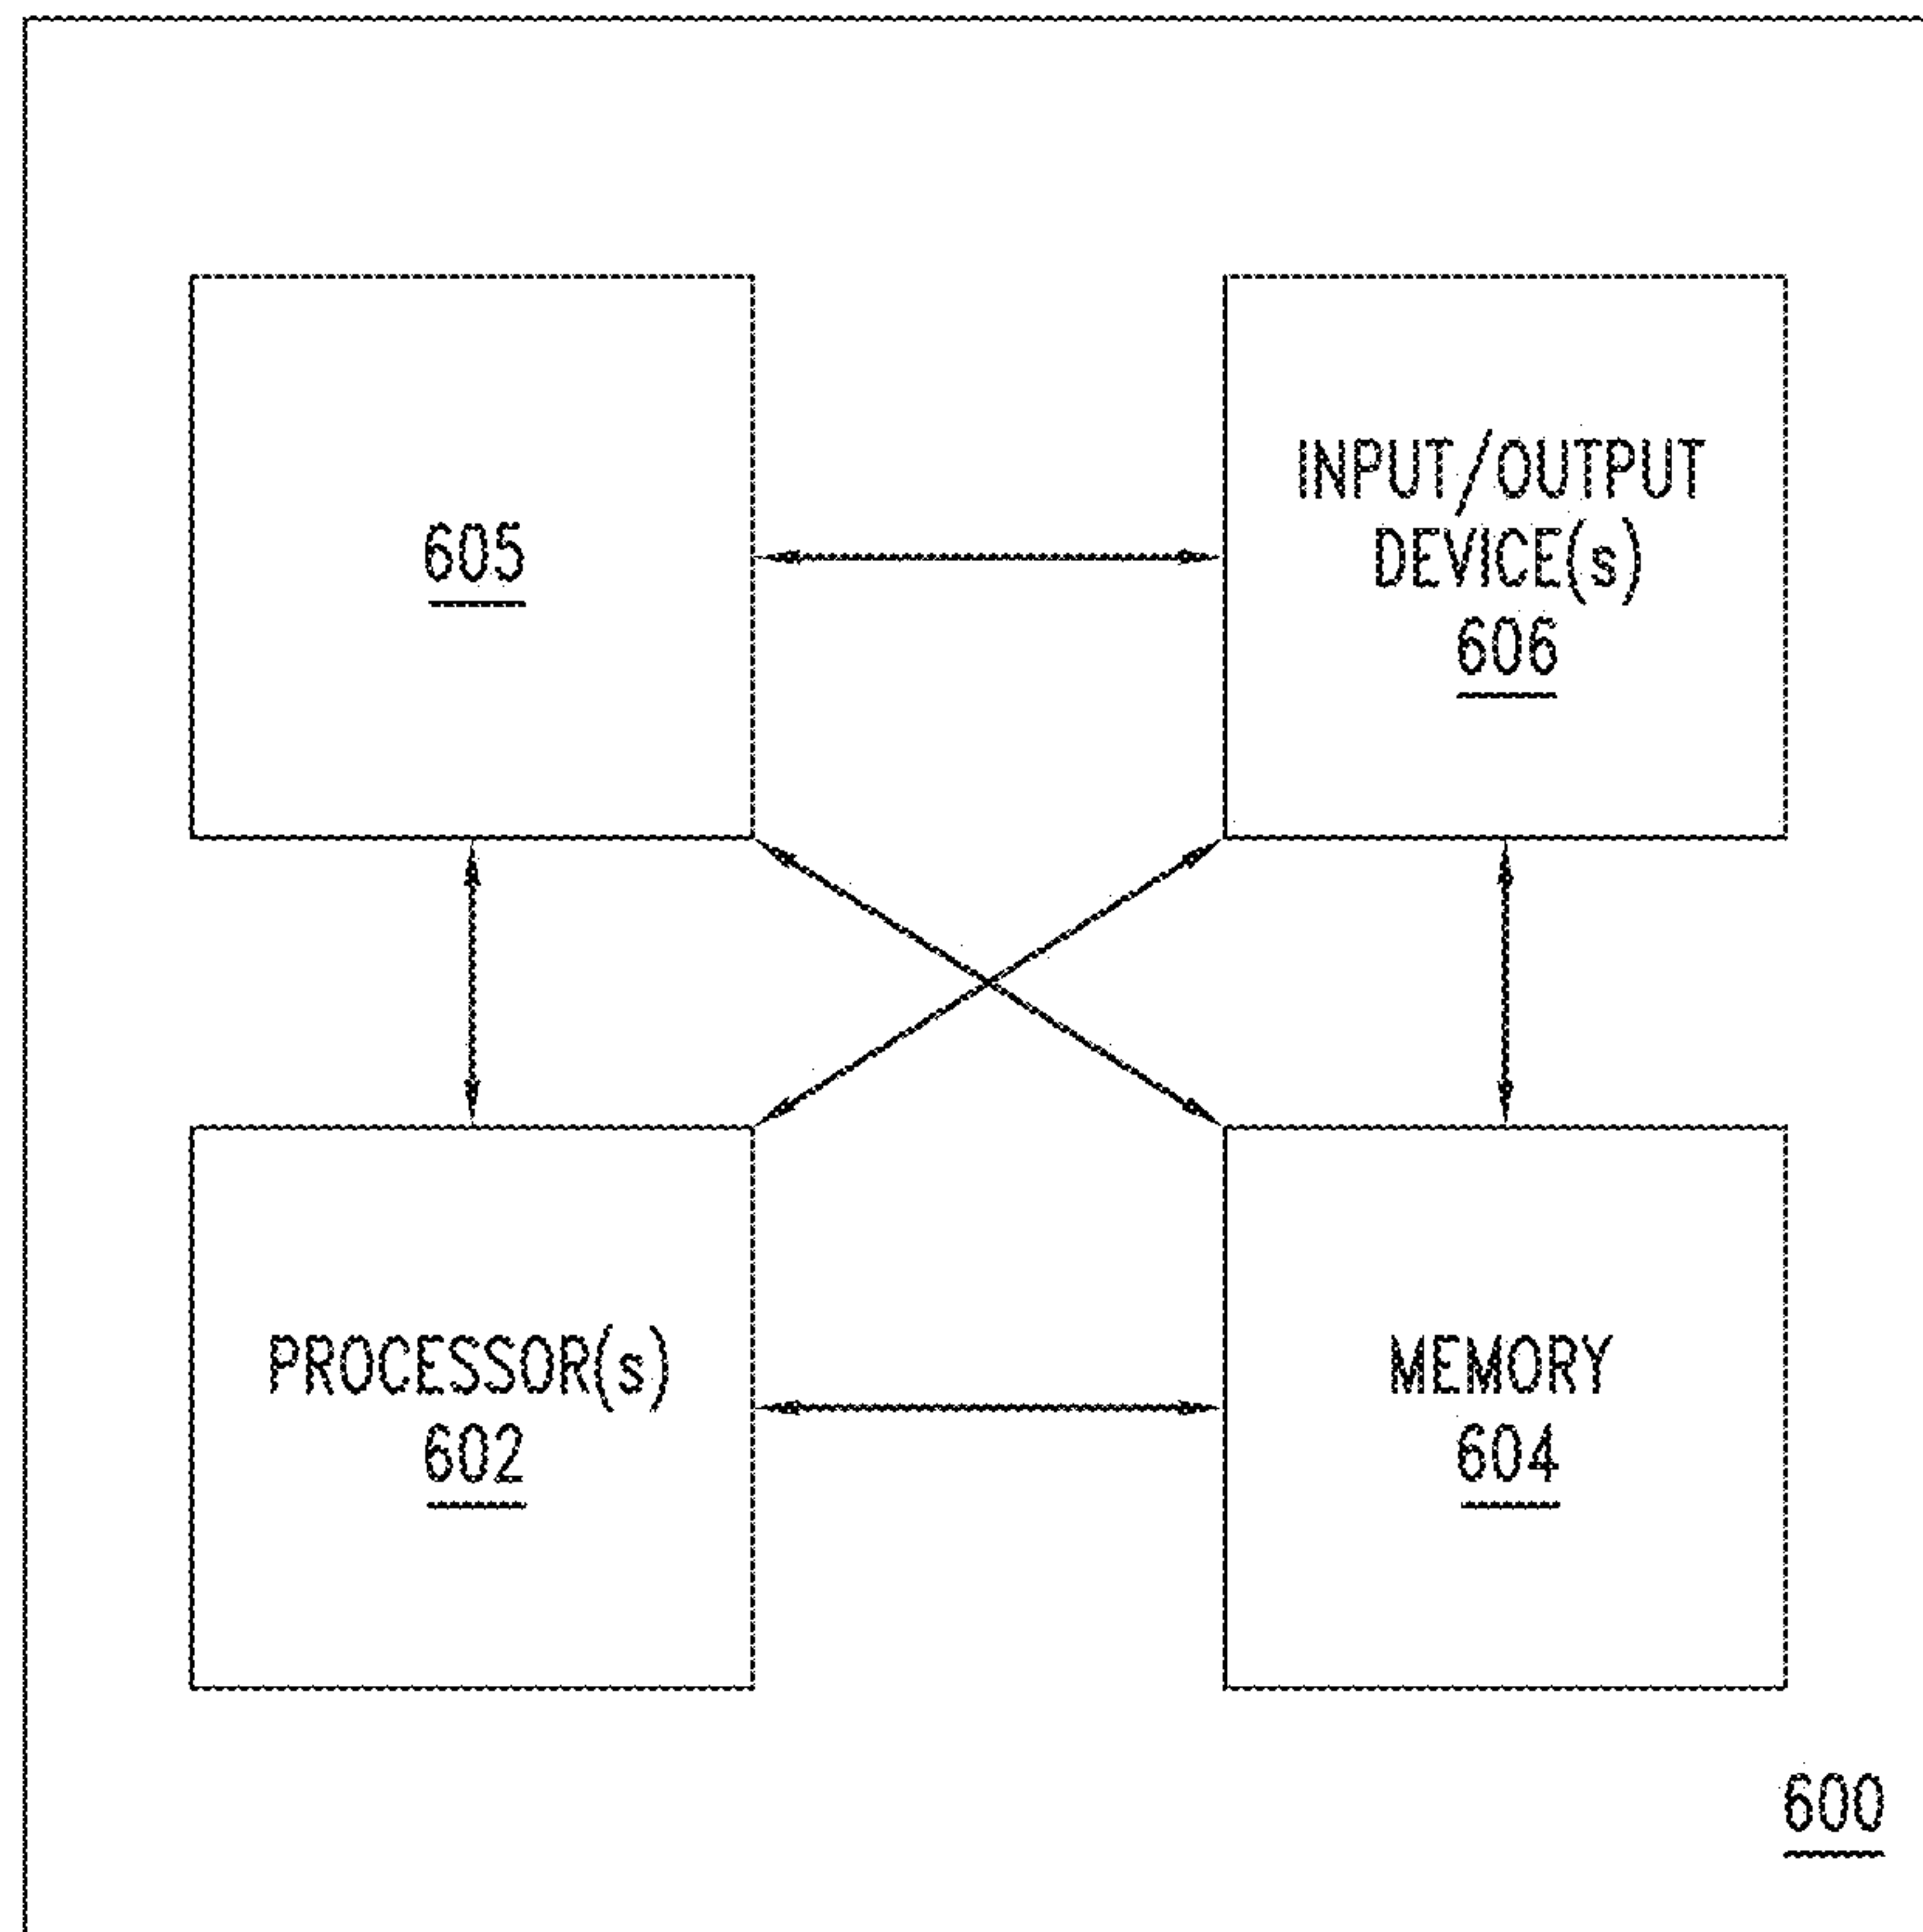 605
INPUT/OUTPUT
DEVICE(s)
606
PROCESSOR(s)
602
MEMORY
604
600